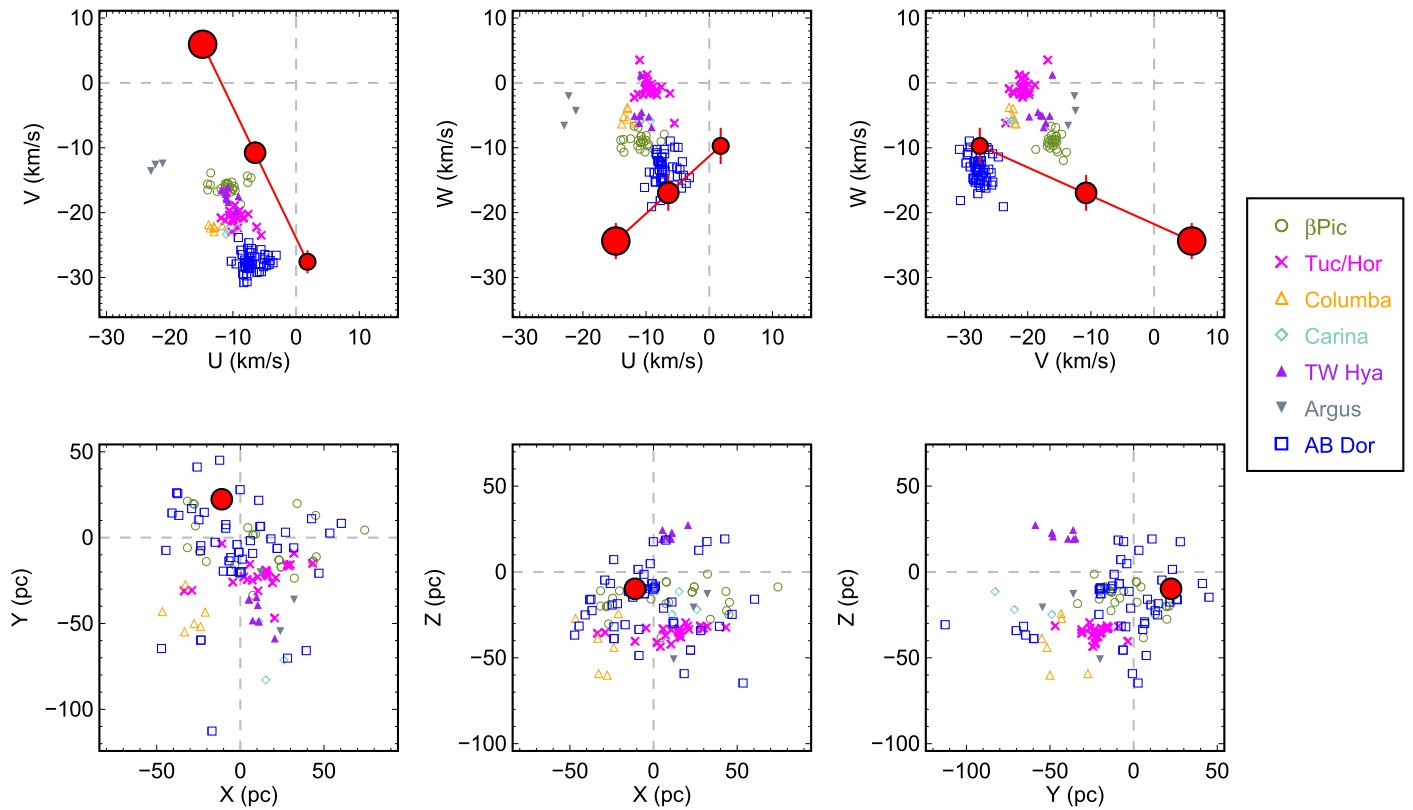 10
0
−10
−20
−30
V (km/s)
−30 −20 −10 0 10
U (km/s)
10
0
−10
−20
−30
W (km/s)
−30 −20 −10 0 10
U (km/s)
10
0
−10
−20
−30
W (km/s)
−30 −20 −10 0 10
V (km/s)
βPic
Tuc/Hor
Columba
Carina
TW Hya
Argus
AB Dor
50
0
−50
−100
Y (pc)
−50 0 50
X (pc)
50
0
−50
−100
Z (pc)
−50 0 50
X (pc)
50
0
−50
−100
Z (pc)
−100 −50 0 50
Y (pc)